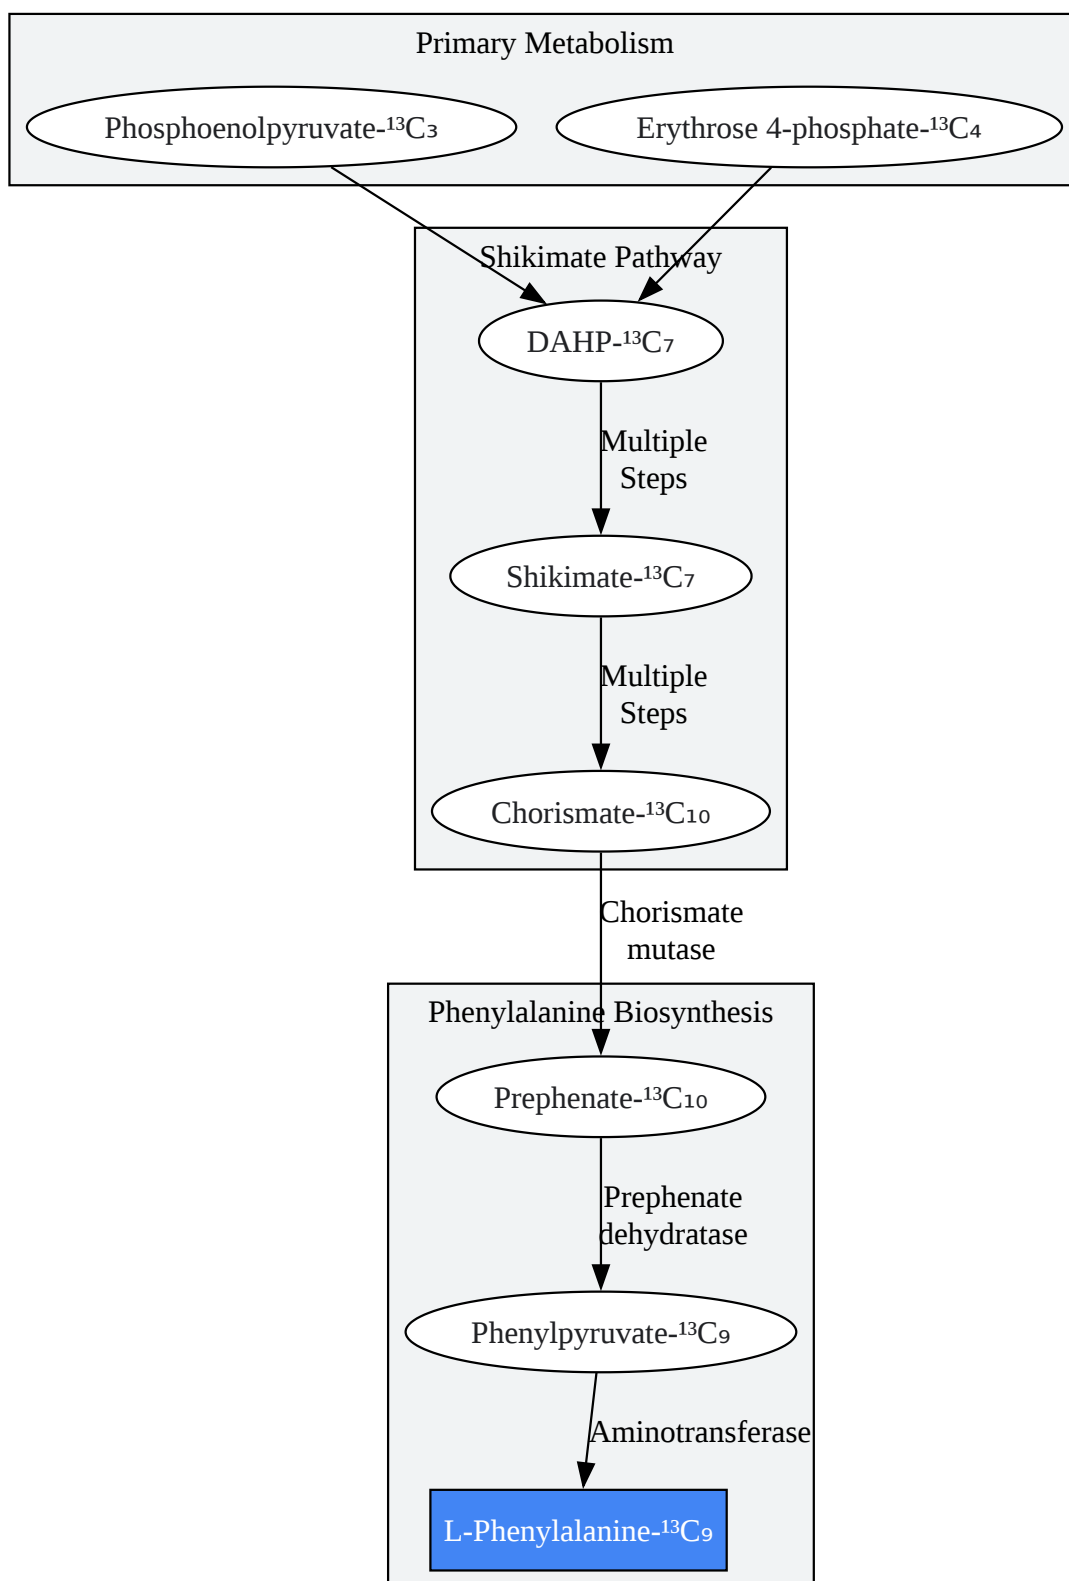 Primary Metabolism
Phosphoenolpyruvate-¹³C₃
Erythrose 4-phosphate-¹³C₄
Shikimate Pathway
DAHP-¹³C₇
Multiple
Steps
Shikimate-¹³C₇
Multiple
Steps
Chorismate-¹³C₁₀
Chorismate
mutase
Phenylalanine Biosynthesis
Prephenate-¹³C₁₀
Prephenate
dehydratase
Phenylpyruvate-¹³C₉
Aminotransferase
L-Phenylalanine-¹³C₉